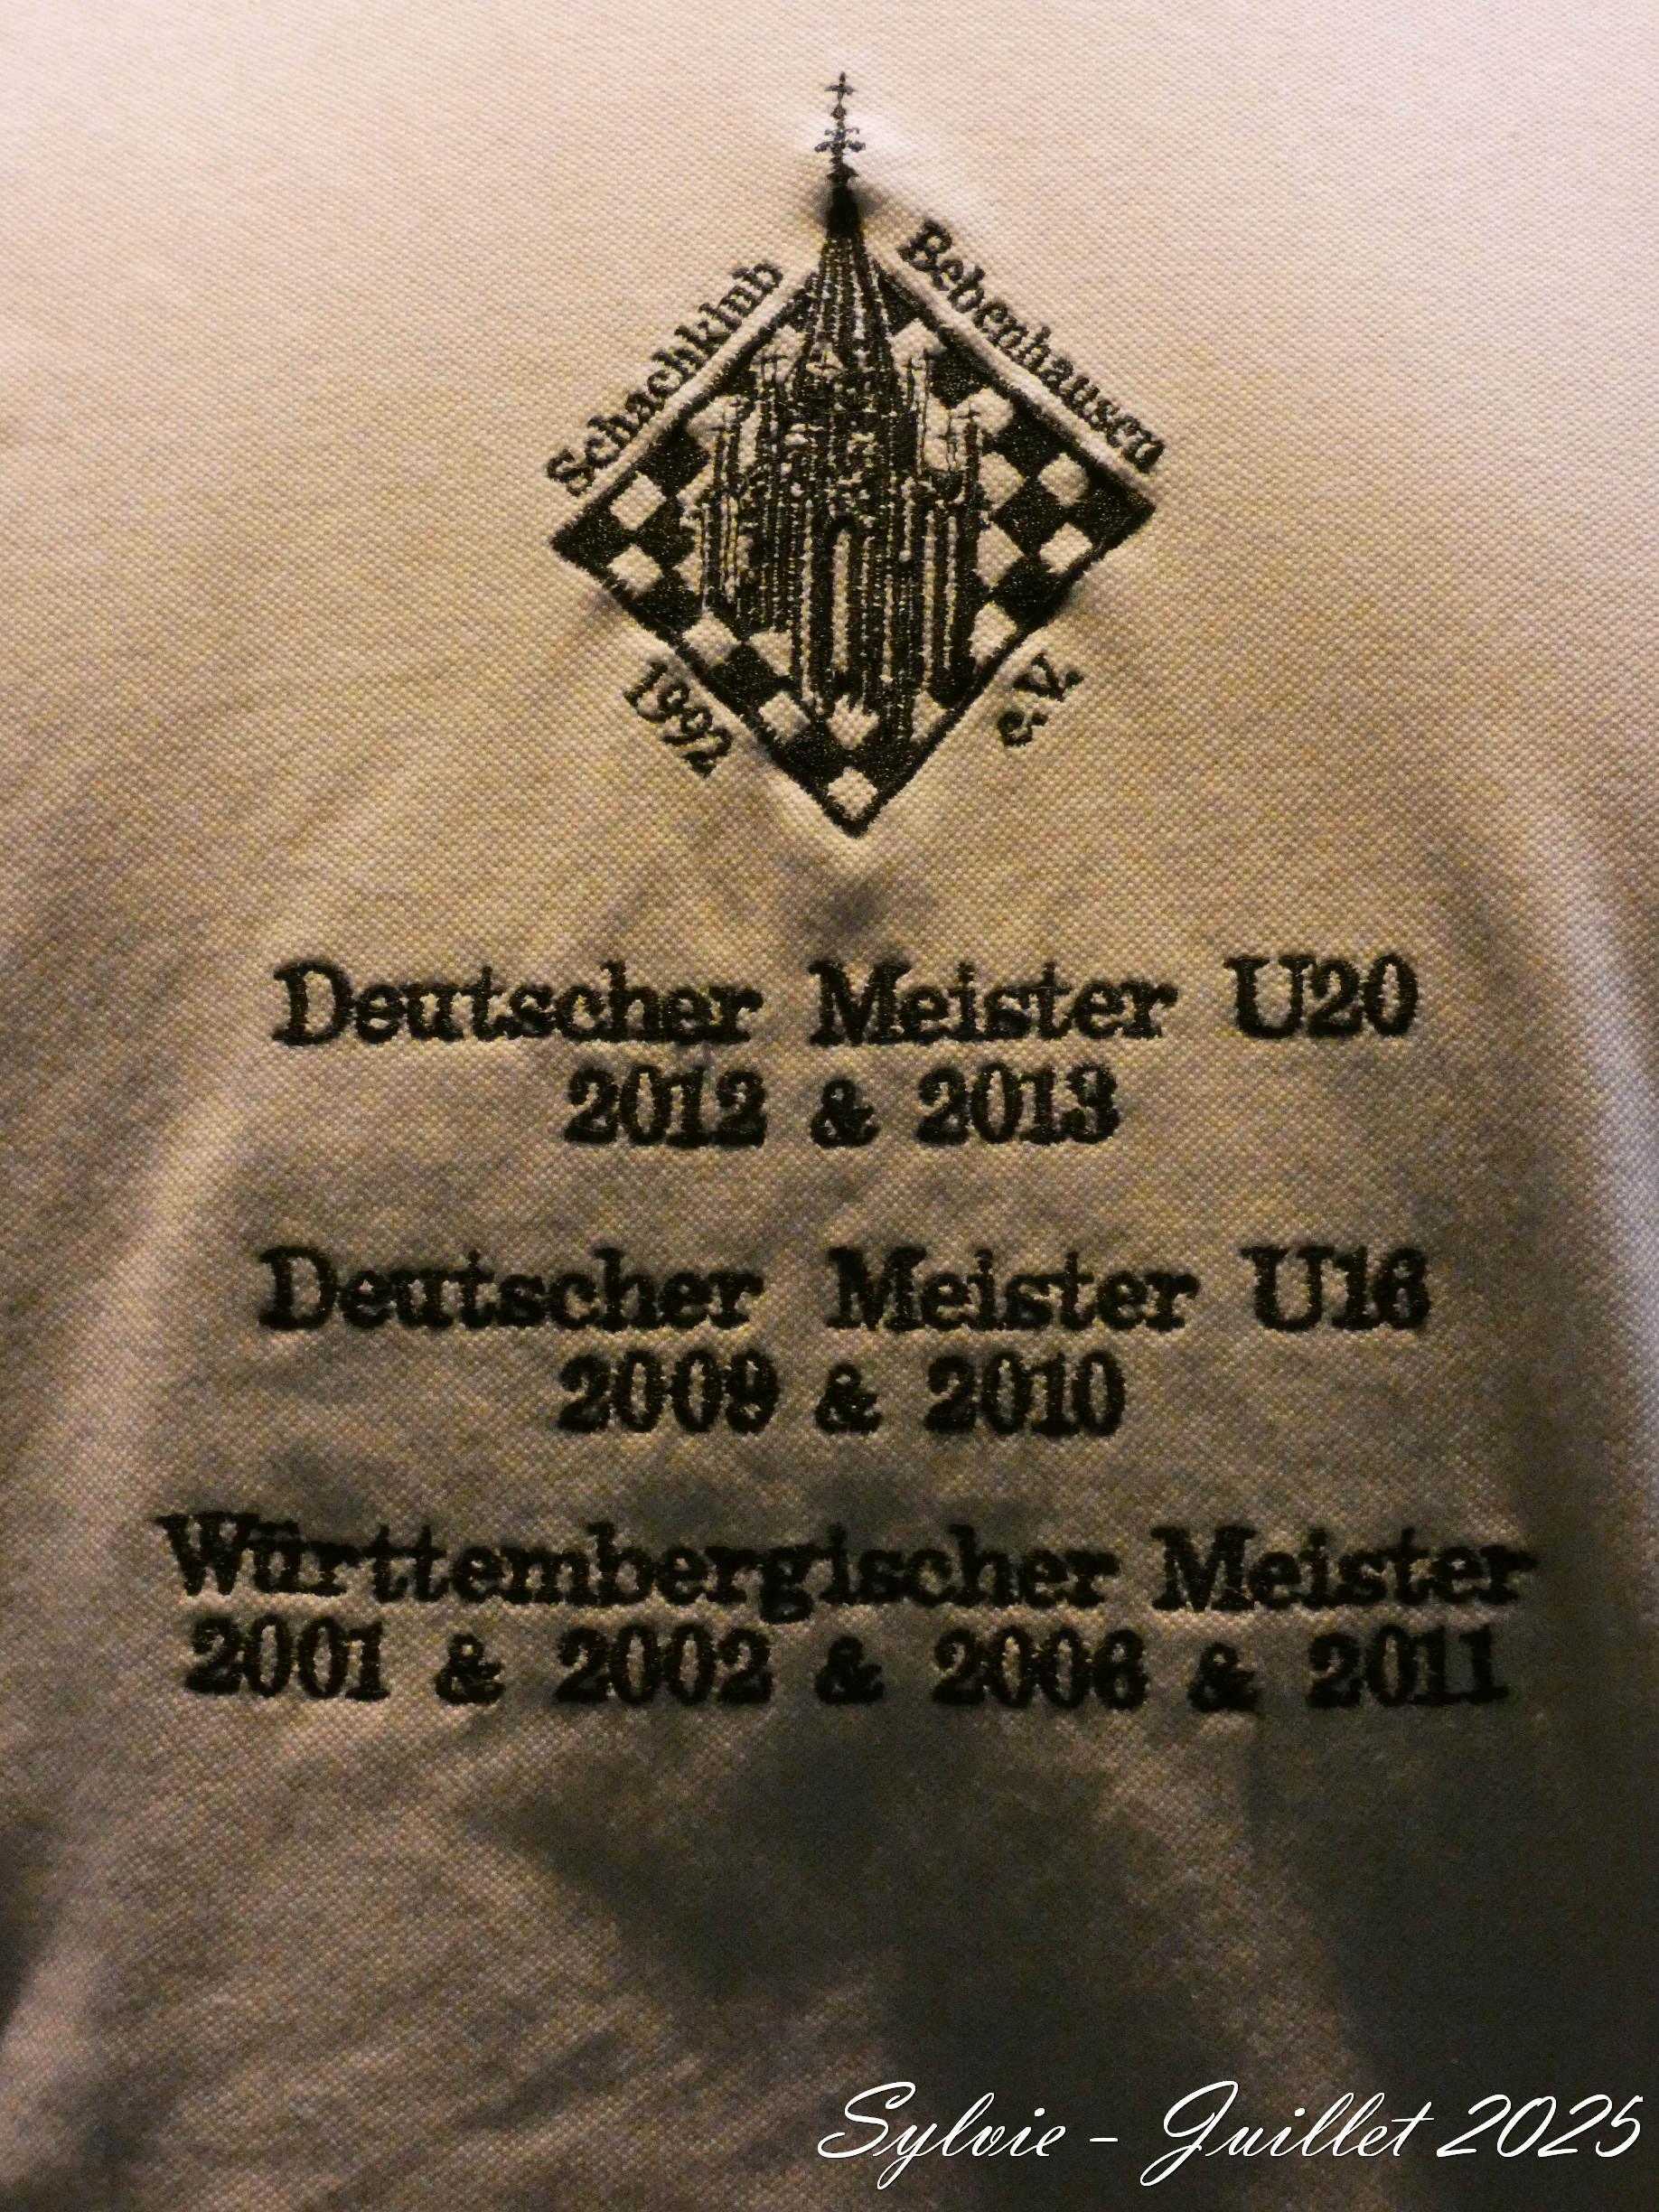 Schachklub
Bebenhausen
1992
e.V.
Deutscher Meister U20
2012 & 2013
Deutscher Meister U16
2009 & 2010
Württembergischer Meister
2001 & 2002 & 2006 & 2011
Sylvie - Juillet 2025